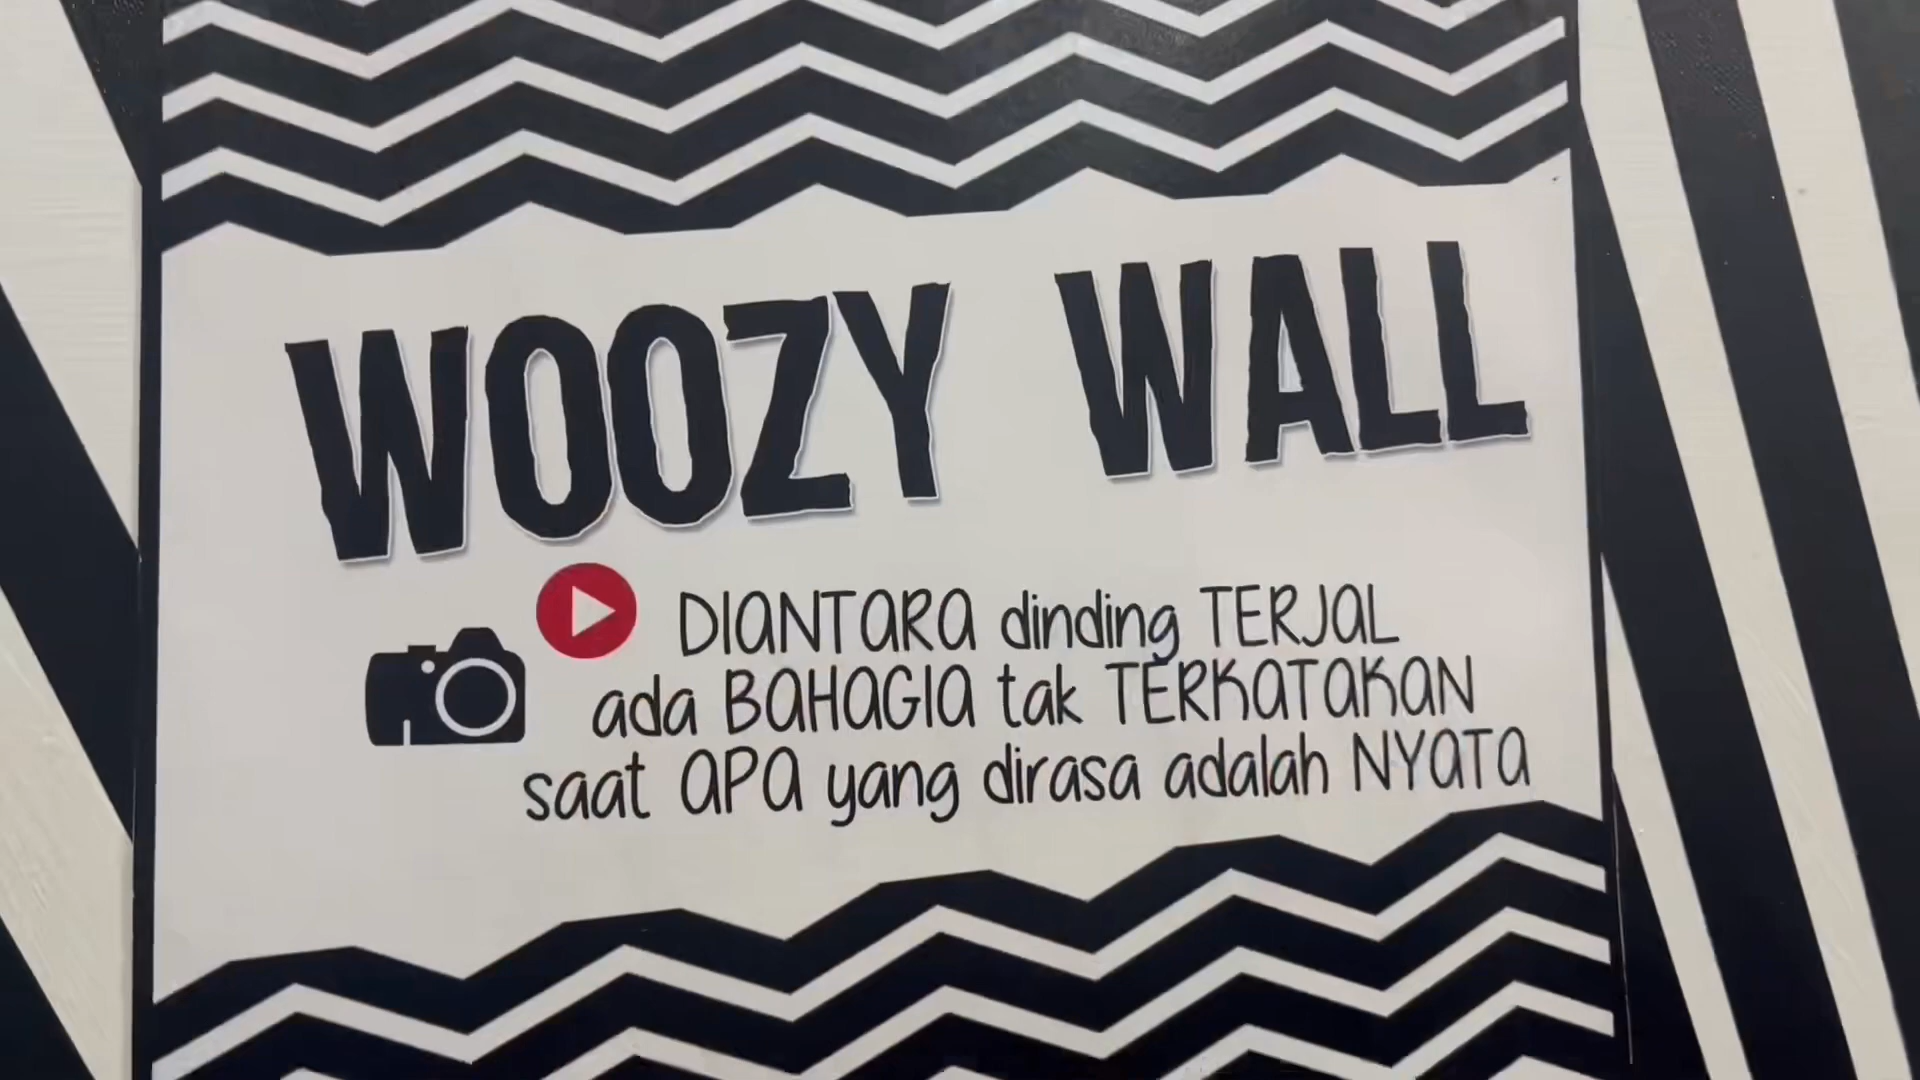 WOOZY WALL
DIANTARA dinding TERJAL
ada BAHAGIA tak TERKATAKAN
saat APA yang dirasa adalah NYATA